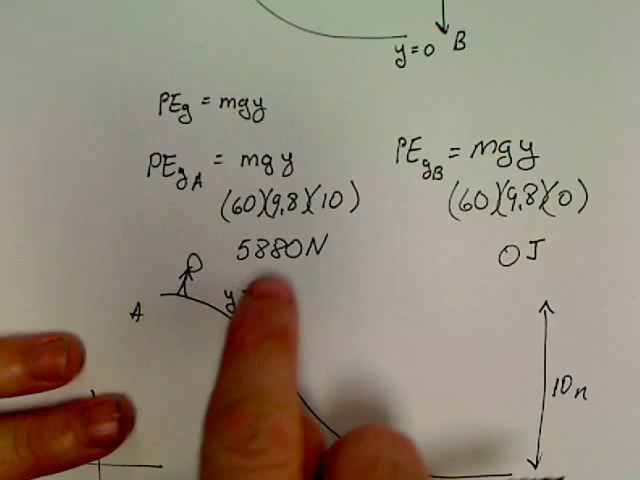 y=0 B
PEg = mgy
PEgA = mgy
(60)(9.8)(10)
5880N
PEgB = mgy
(60)(9.8)(0)
0J
A
y
10m